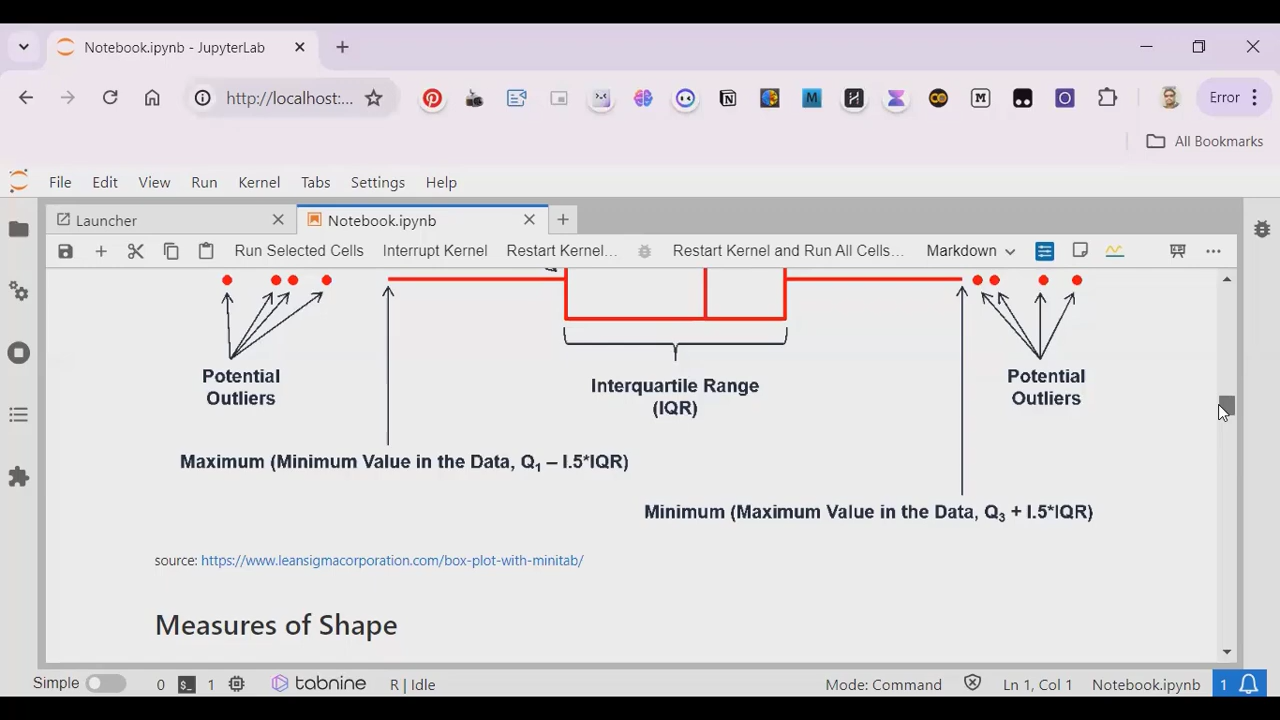 Notebook.ipynb - JupyterLab
http://localhost:...
Error
All Bookmarks
File Edit View Run Kernel Tabs Settings Help
Launcher Notebook.ipynb
Run Selected Cells Interrupt Kernel Restart Kernel... Restart Kernel and Run All Cells... Markdown
Potential
Outliers
Interquartile Range
(IQR)
Potential
Outliers
Maximum (Minimum Value in the Data, Q₁ – I.5*IQR)
Minimum (Maximum Value in the Data, Q₃ + I.5*IQR)
source: https://www.leansigmacorporation.com/box-plot-with-minitab/
Measures of Shape
Simple 0 1 tabnine R | Idle Mode: Command Ln 1, Col 1 Notebook.ipynb 1